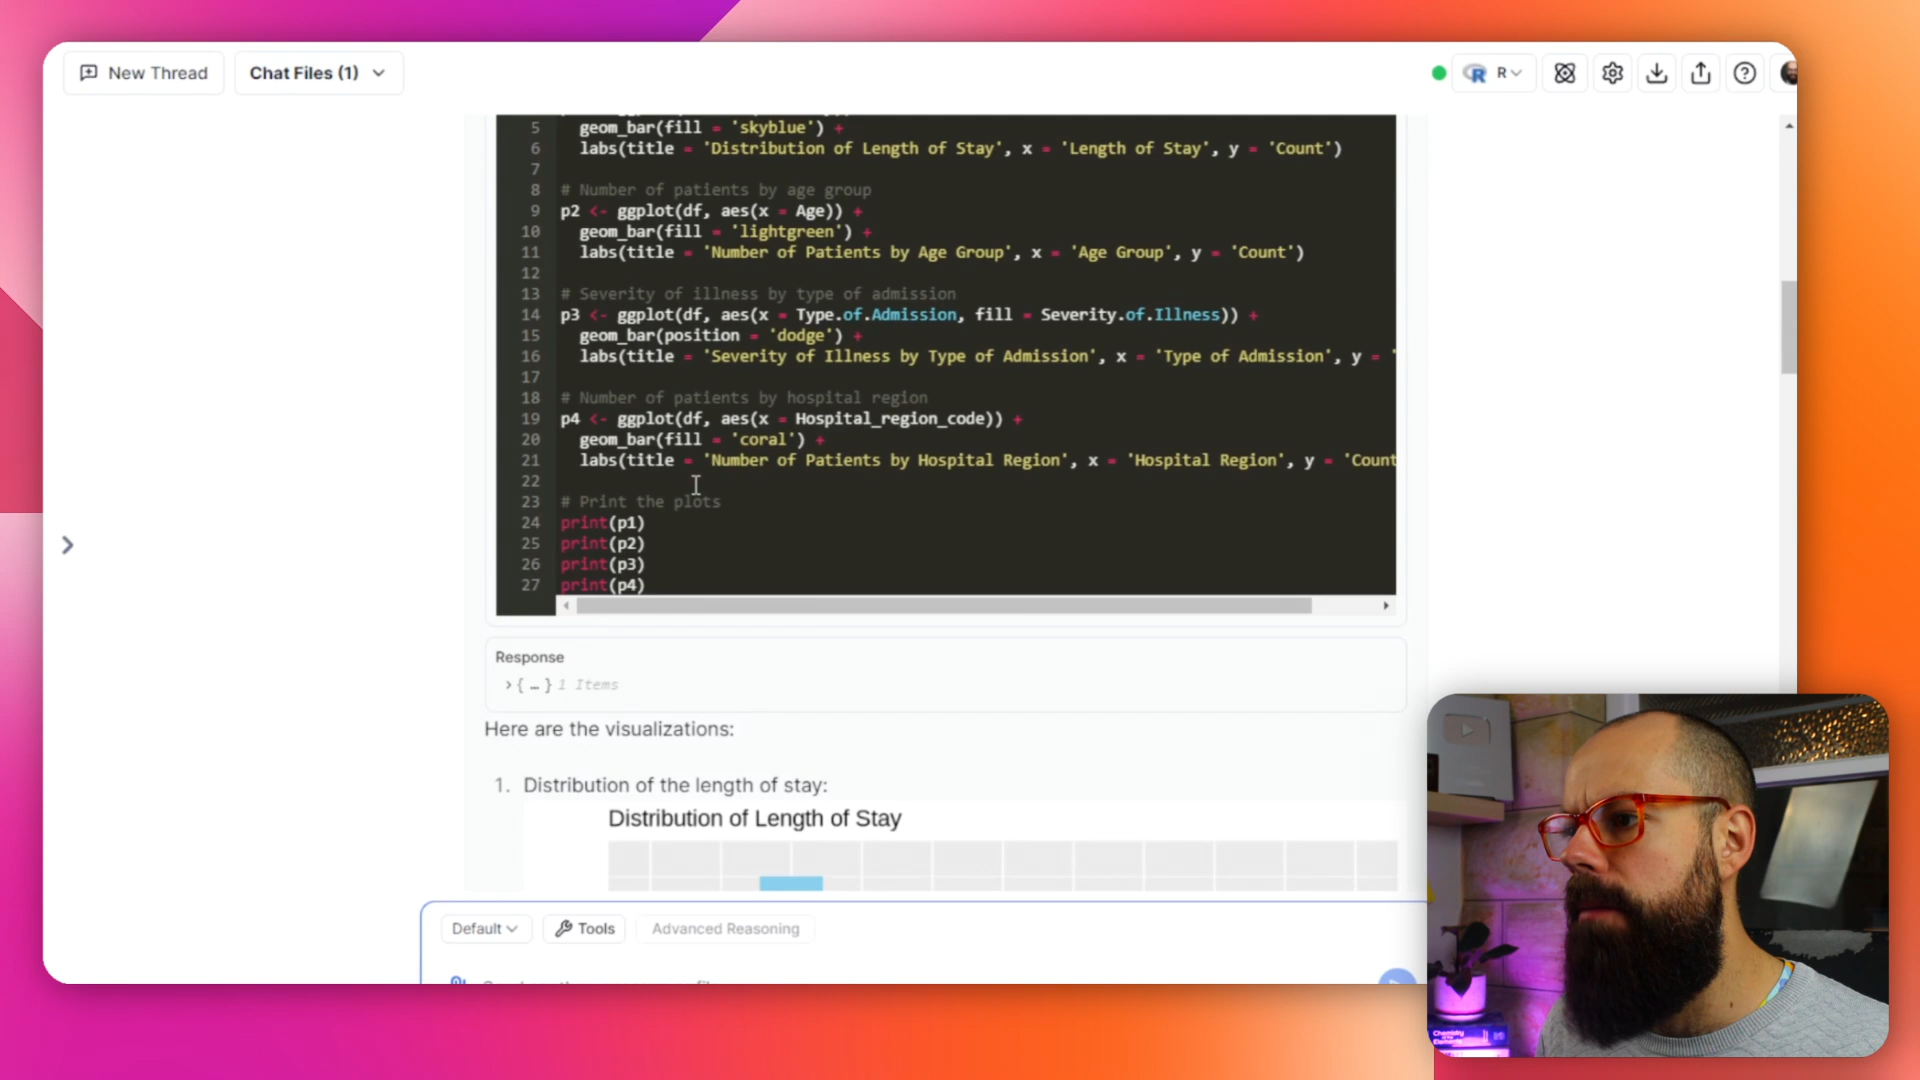 New Thread
Chat Files (1)
R
5 geom_bar(fill = 'skyblue') +
6 labs(title = 'Distribution of Length of Stay', x = 'Length of Stay', y = 'Count')
7
8 # Number of patients by age group
9 p2 <- ggplot(df, aes(x = Age)) +
10 geom_bar(fill = 'lightgreen') +
11 labs(title = 'Number of Patients by Age Group', x = 'Age Group', y = 'Count')
12
13 # Severity of illness by type of admission
14 p3 <- ggplot(df, aes(x = Type.of.Admission, fill = Severity.of.Illness)) +
15 geom_bar(position = 'dodge') +
16 labs(title = 'Severity of Illness by Type of Admission', x = 'Type of Admission', y = '
17
18 # Number of patients by hospital region
19 p4 <- ggplot(df, aes(x = Hospital_region_code)) +
20 geom_bar(fill = 'coral') +
21 labs(title = 'Number of Patients by Hospital Region', x = 'Hospital Region', y = 'Count
22
23 # Print the plots
24 print(p1)
25 print(p2)
26 print(p3)
27 print(p4)
Response
>{ … } 1 Items
Here are the visualizations:
1. Distribution of the length of stay:
Distribution of Length of Stay
Default
Tools
Advanced Reasoning
Chemistry